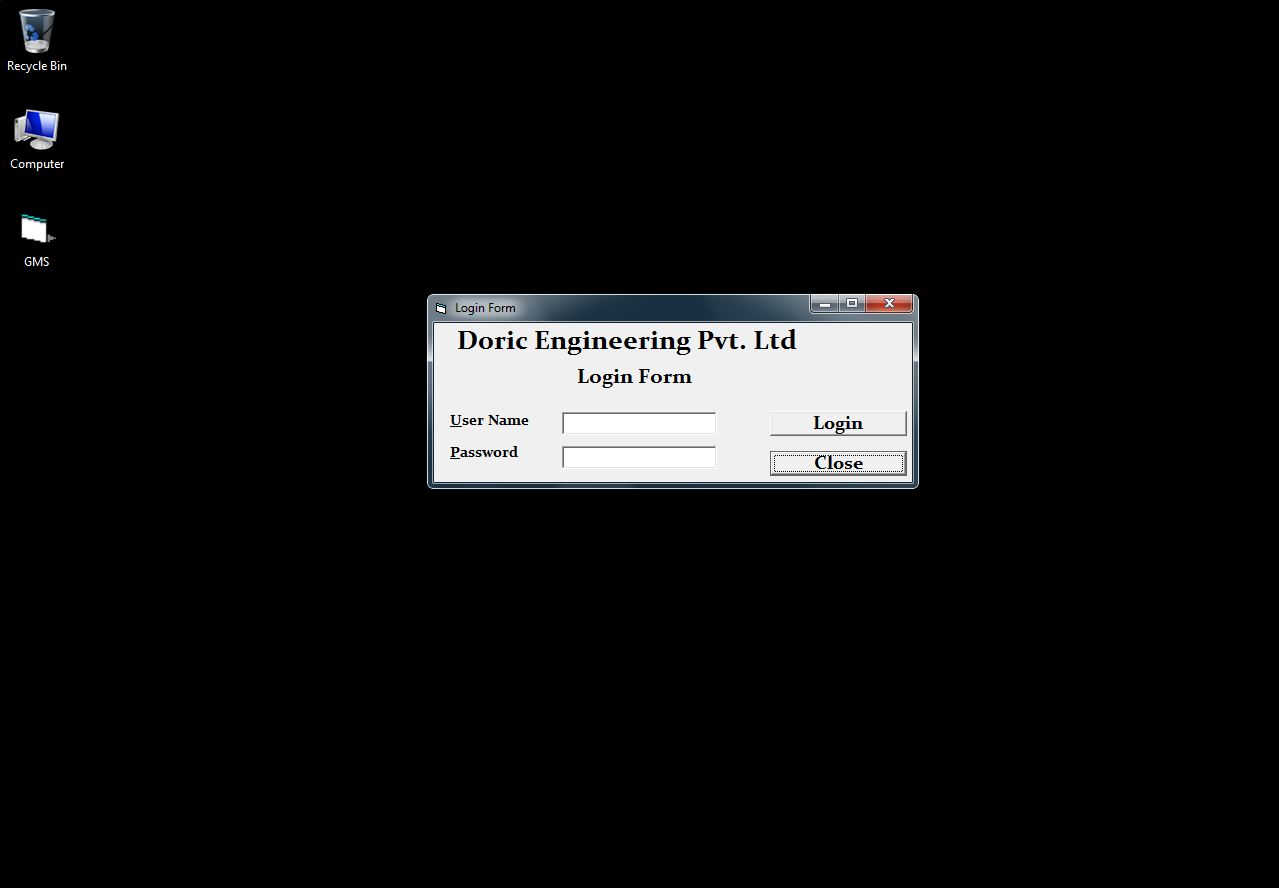 Recycle Bin
Computer
GMS
Login Form
Doric Engineering Pvt. Ltd
Login Form
User Name
Login
Password
Close